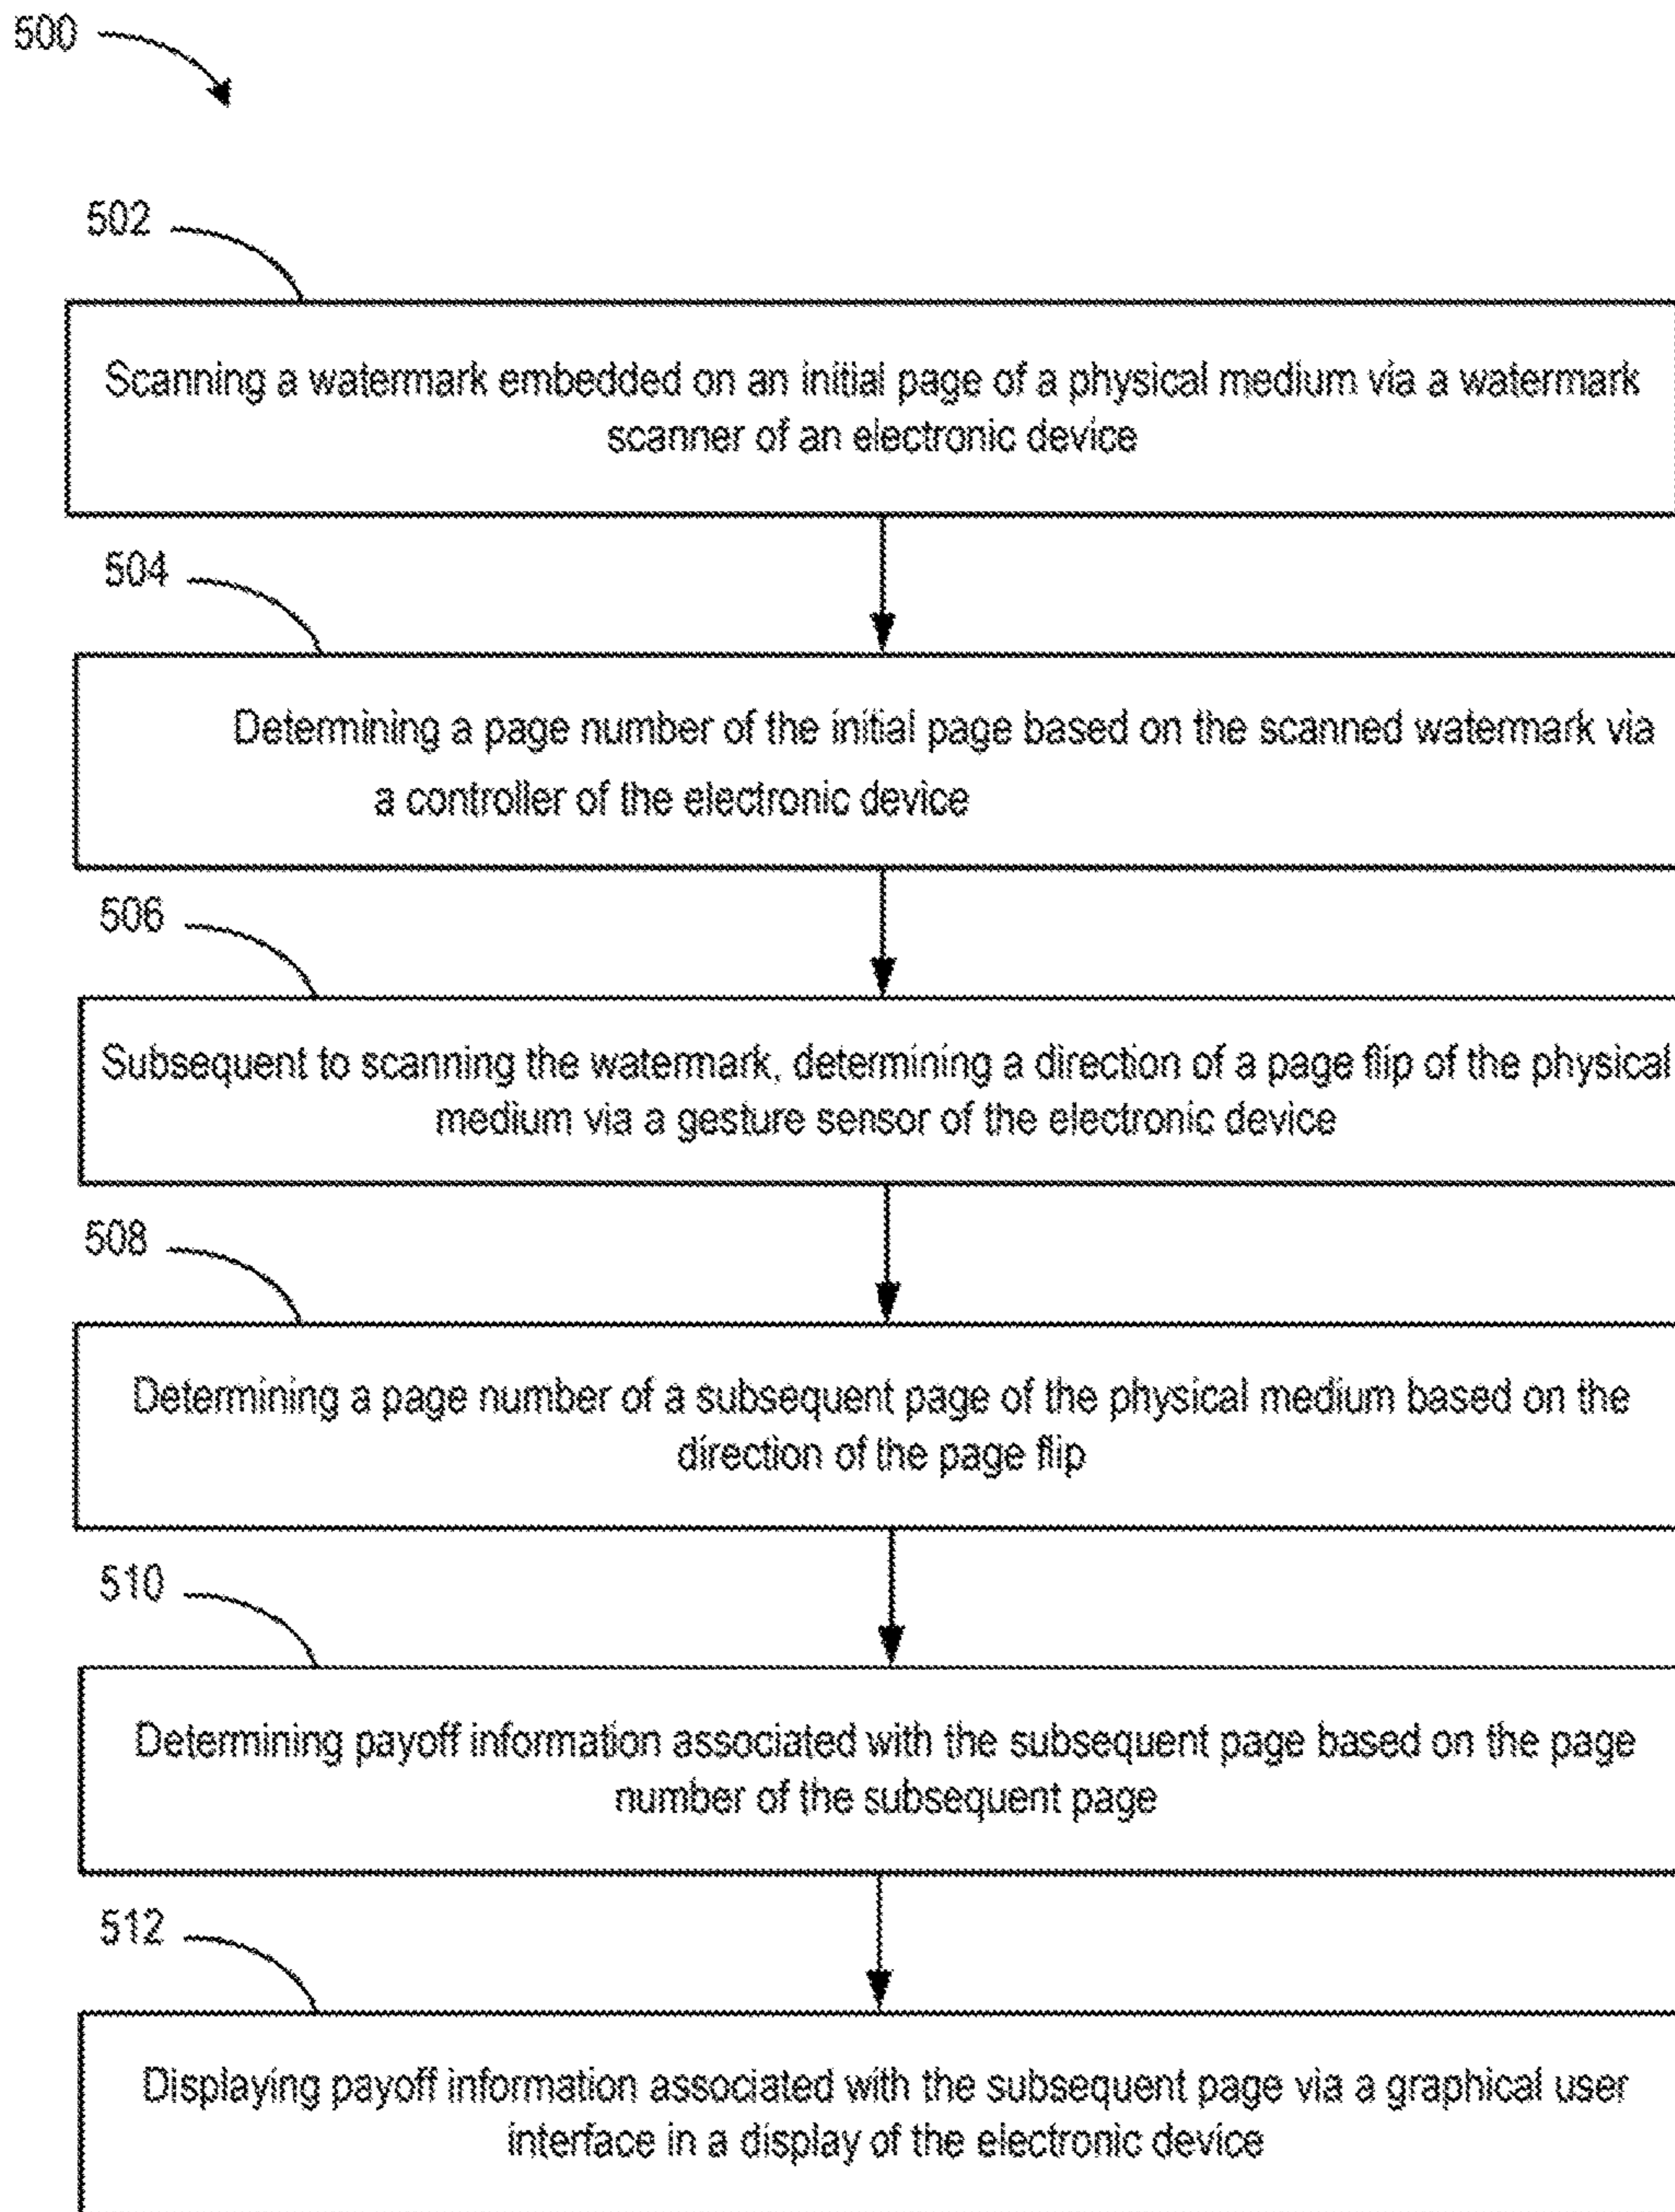 500
502
Scanning a watermark embedded on an initial page of a physical medium via a watermark
scanner of an electronic device
504
Determining a page number of the initial page based on the scanned watermark via
a controller of the electronic device
506
Subsequent to scanning the watermark, determining a direction of a page flip of the physical
medium via a gesture sensor of the electronic device
508
Determining a page number of a subsequent page of the physical medium based on the
direction of the page flip
510
Determining payoff information associated with the subsequent page based on the page
number of the subsequent page
512
Displaying payoff information associated with the subsequent page via a graphical user
interface in a display of the electronic device